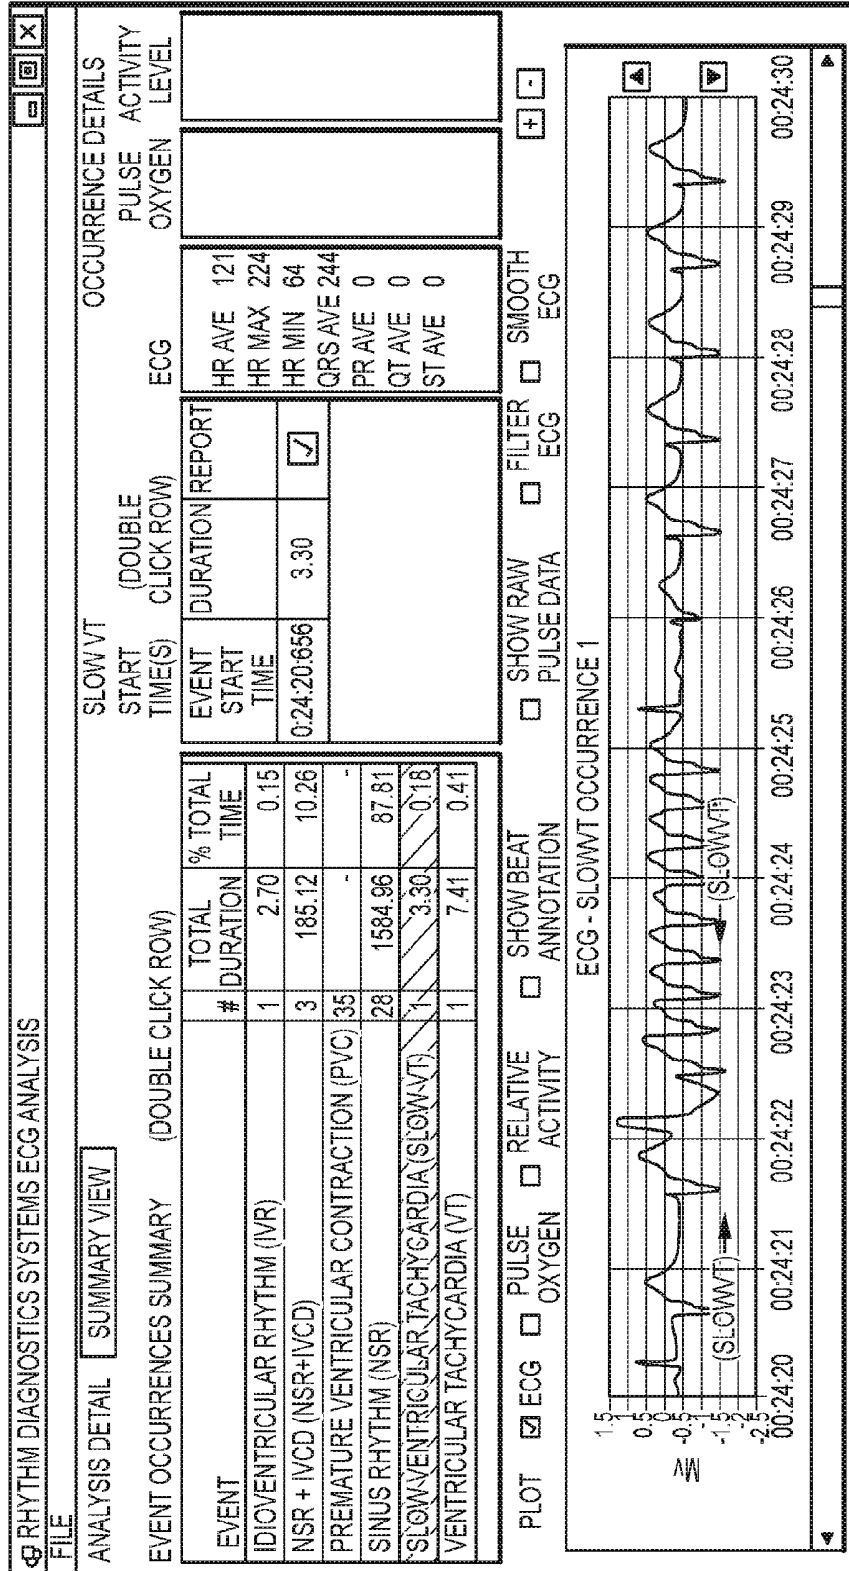 RHYTHM DIAGNOSTICS SYSTEMS ECG ANALYSIS
FILE
ANALYSIS DETAIL SUMMARY VIEW
OCCURRENCE DETAILS
EVENT OCCURRENCES SUMMARY (DOUBLE CLICK ROW)
SLOW VT
START (DOUBLE
TIME(S) CLICK ROW)
ECG
PULSE
OXYGEN
ACTIVITY
LEVEL
EVENT # TOTAL DURATION % TOTAL TIME
IDIOVENTRICULAR RHYTHM (IVR) 1 2.70 0.15
NSR + IVCD (NSR+IVCD) 3 185.12 10.26
PREMATURE VENTRICULAR CONTRACTION (PVC) 35 - -
SINUS RHYTHM (NSR) 28 1584.96 87.81
SLOW-VENTRICULAR TACHYCARDIA (SLOW-VT) 1 3.30 0.18
VENTRICULAR TACHYCARDIA (VT) 1 7.41 0.41
EVENT START TIME DURATION REPORT
0:24:20:656 3.30
HR AVE 121
HR MAX 224
HR MIN 64
QRS AVE 244
PR AVE 0
QT AVE 0
ST AVE 0
PLOT ECG PULSE OXYGEN RELATIVE ACTIVITY SHOW BEAT ANNOTATION SHOW RAW PULSE DATA FILTER ECG SMOOTH ECG + -
ECG - SLOWVT OCCURRENCE 1
Mv
1.5
1
0.5
0
-0.5
-1
-1.5
-2
-2.5
(SLOWVT)
(SLOWVT)
00:24:20 00:24:21 00:24:22 00:24:23 00:24:24 00:24:25 00:24:26 00:24:27 00:24:28 00:24:29 00:24:30